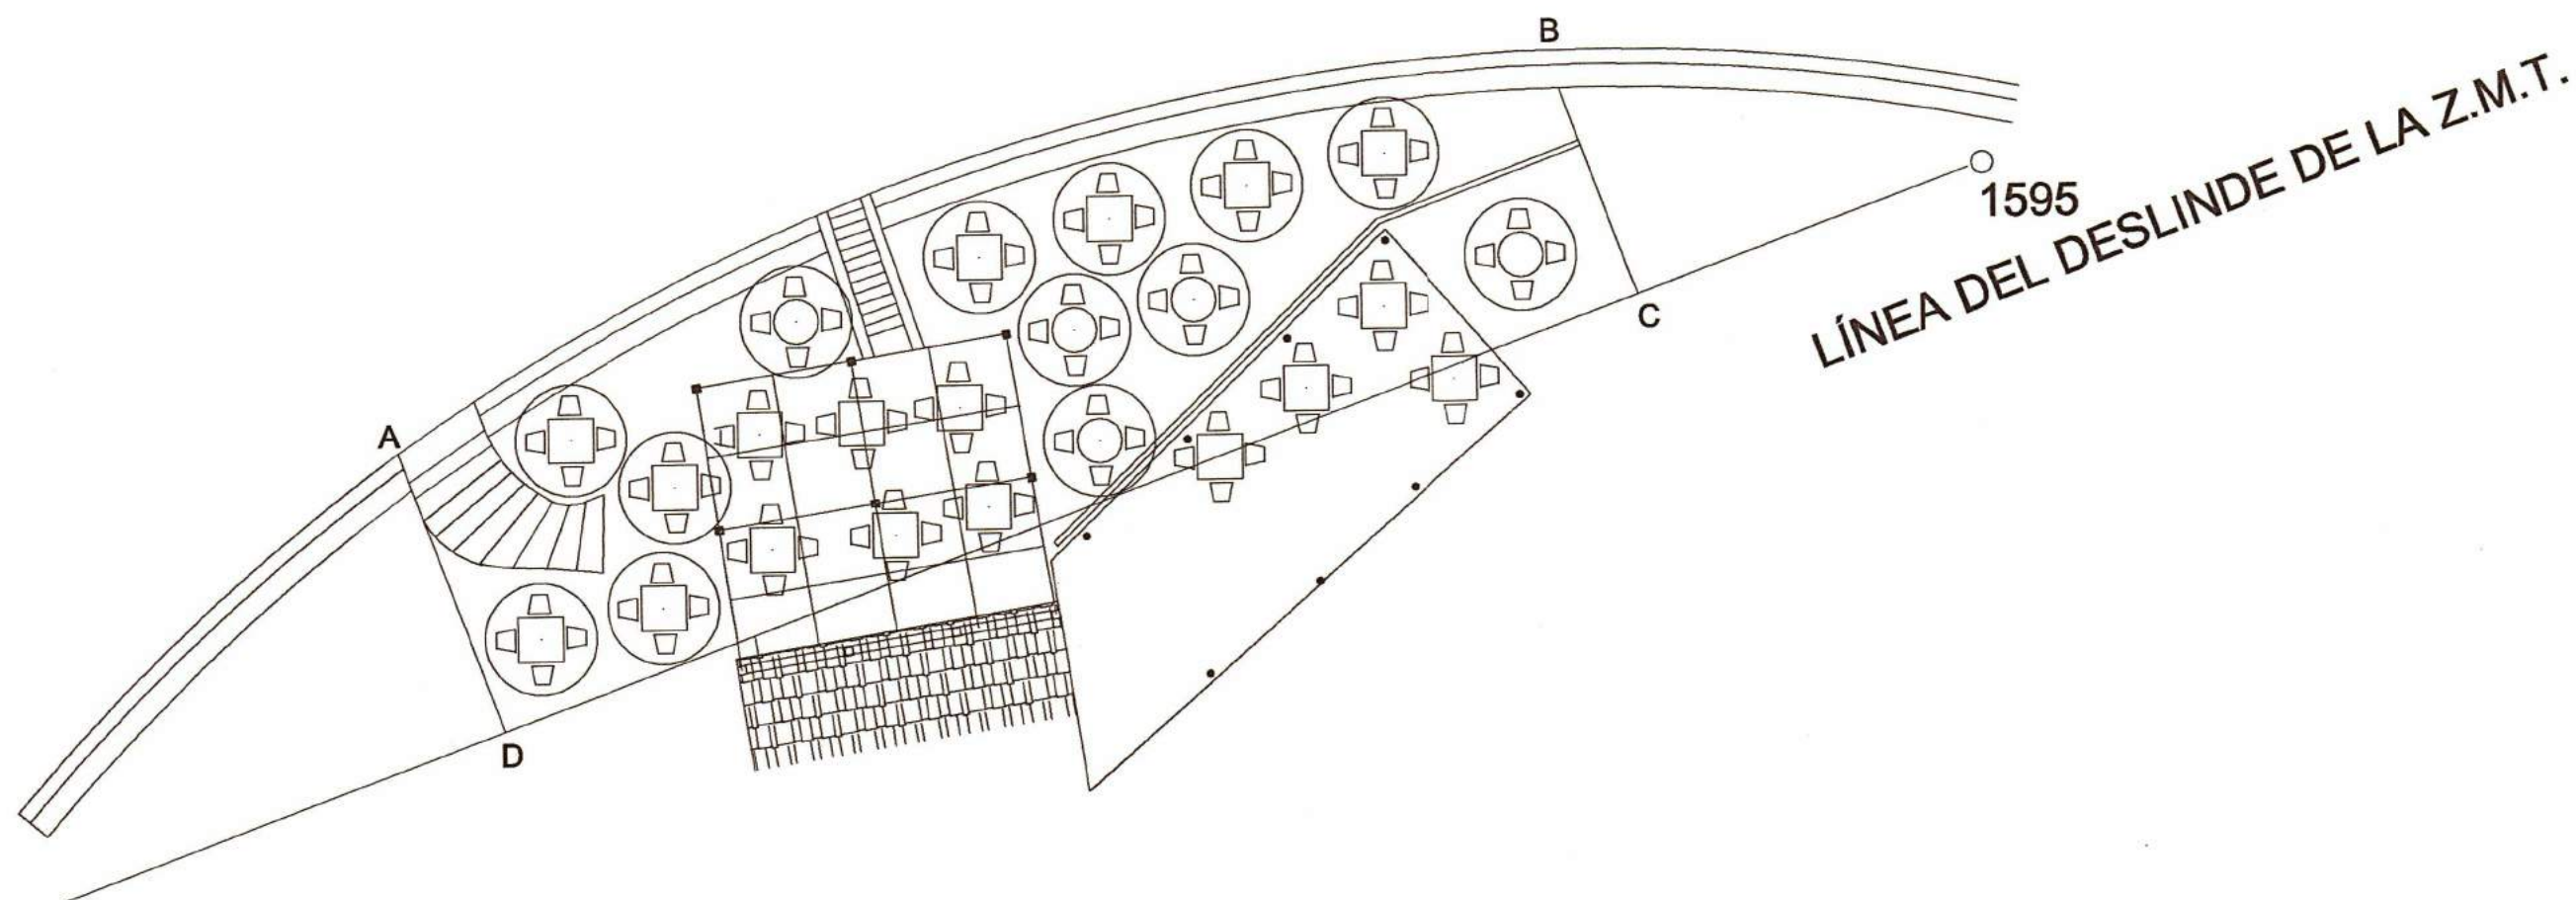 B
1595
LÍNEA DEL DESLINDE DE LA Z.M.T.
C
A
D